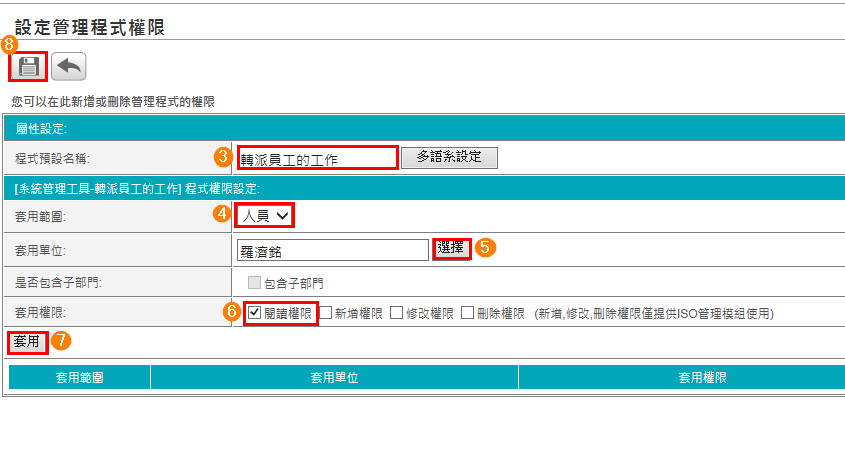 設定管理程式權限
8
您可以在此新增或刪除管理程式的權限
屬性設定:
程式預設名稱: 3 轉派員工的工作 多語系設定
[系統管理工具-轉派員工的工作] 程式權限設定:
套用範圍: 4 人員
套用單位: 羅濟銘 選擇 5
是否包含子部門: 包含子部門
套用權限: 6 閱讀權限 新增權限 修改權限 刪除權限 (新增,修改,刪除權限僅提供ISO管理模組使用)
套用 7
套用範圍 套用單位 套用權限